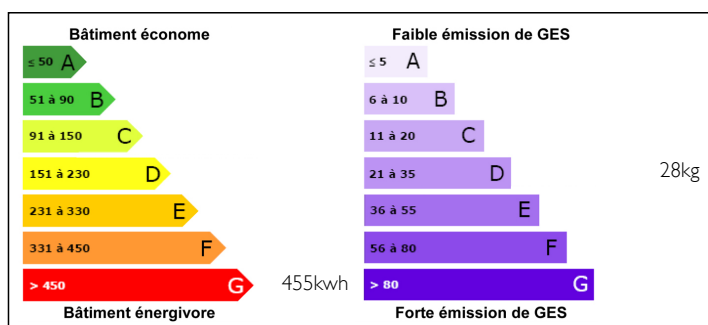 Bâtiment économe
≤ 50 A
51 à 90 B
91 à 150 C
151 à 230 D
231 à 330 E
331 à 450 F
> 450 G
455kwh
Bâtiment énergivore
Faible émission de GES
≤ 5 A
6 à 10 B
11 à 20 C
21 à 35 D
28kg
36 à 55 E
56 à 80 F
> 80 G
Forte émission de GES